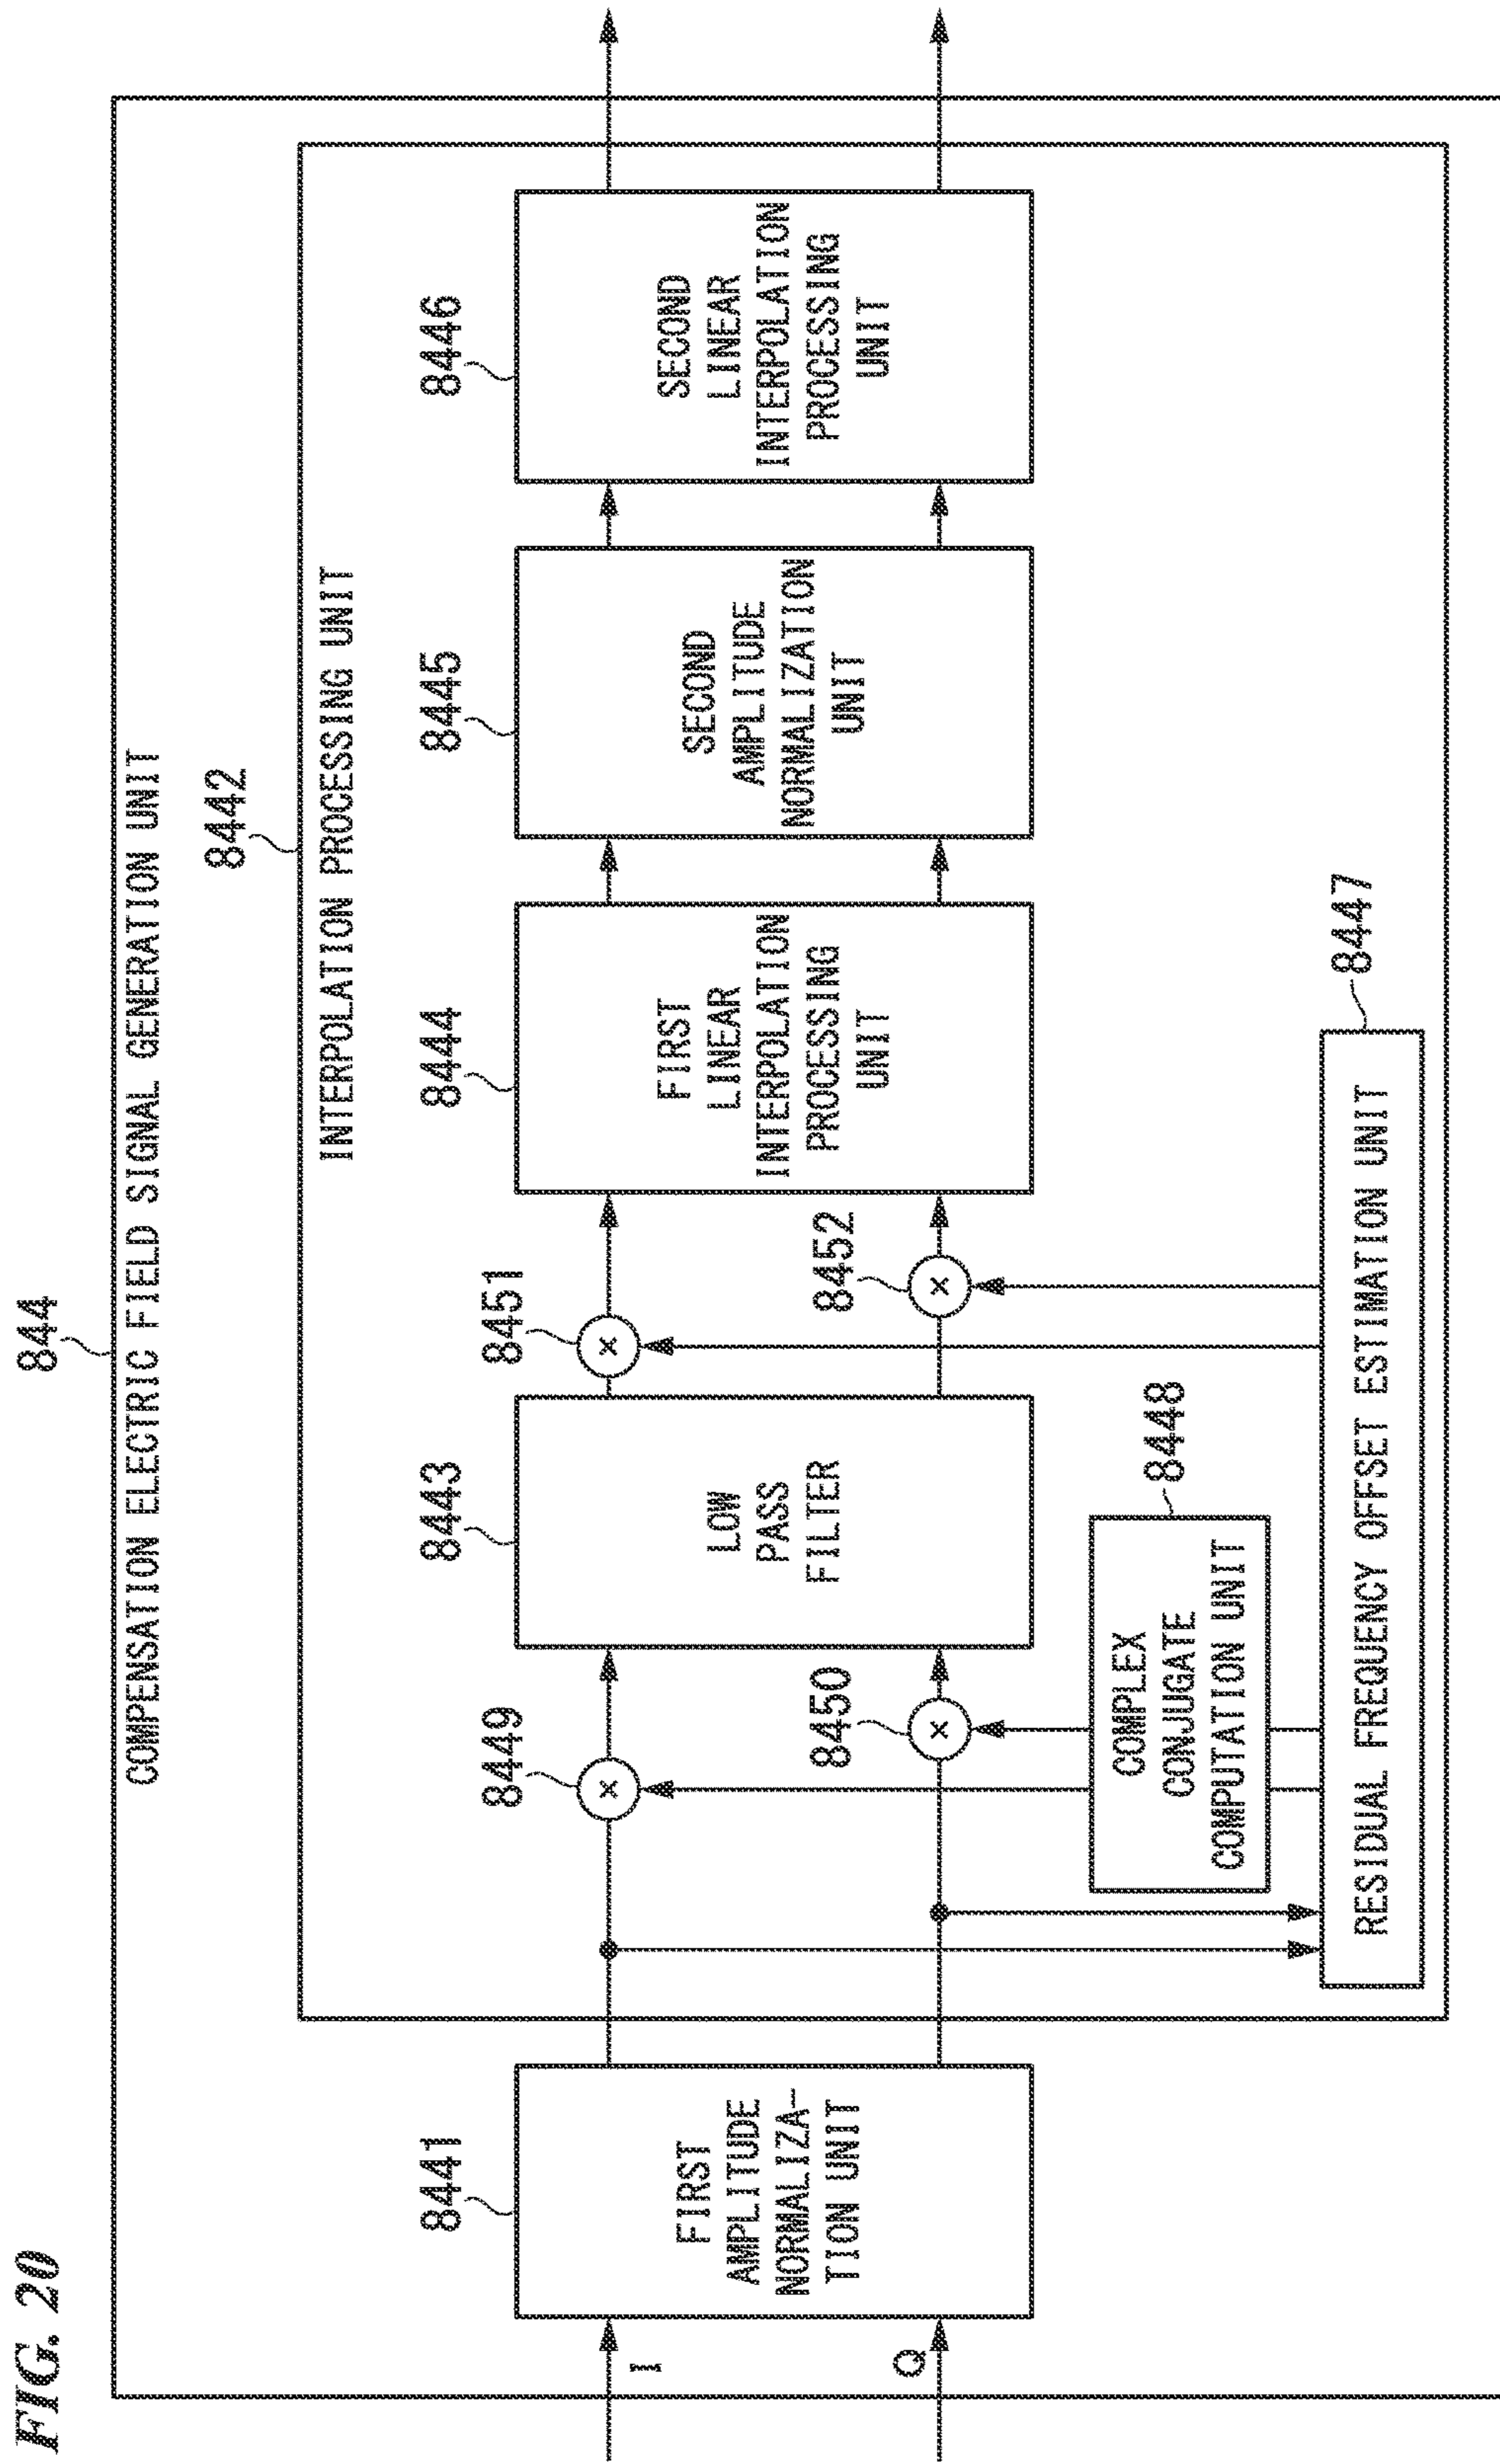 FIG. 20
844
COMPENSATION ELECTRIC FIELD SIGNAL GENERATION UNIT
8442
INTERPOLATION PROCESSING UNIT
8441
FIRST
AMPLITUDE
NORMALIZA-
TION UNIT
I
Q
8449
8450
8443
LOW
PASS
FILTER
8451
8452
8444
FIRST
LINEAR
INTERPOLATION
PROCESSING
UNIT
8445
SECOND
AMPLITUDE
NORMALIZATION
UNIT
8446
SECOND
LINEAR
INTERPOLATION
PROCESSING
UNIT
×
×
×
×
8448
COMPLEX
CONJUGATE
COMPUTATION UNIT
8447
RESIDUAL FREQUENCY OFFSET ESTIMATION UNIT